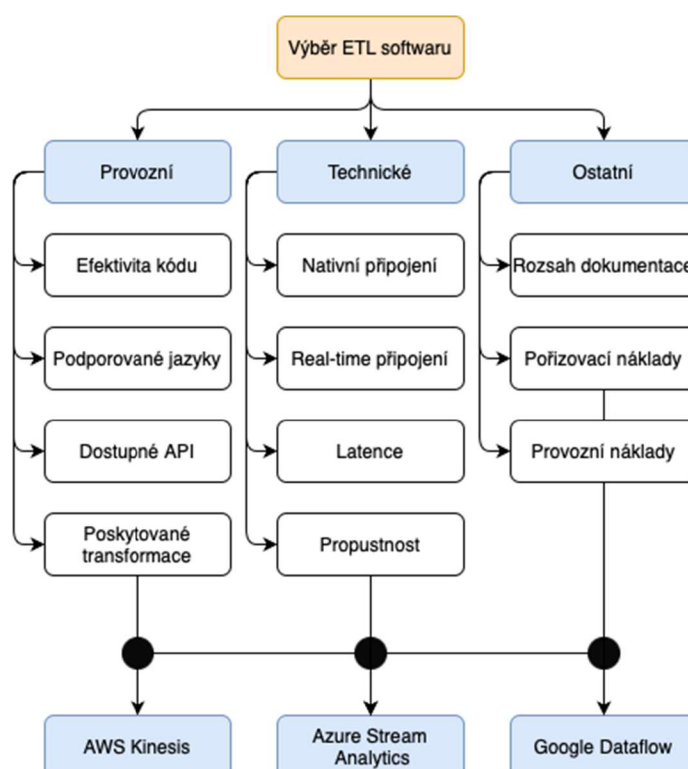 Výběr ETL softwaru
Provozní
Technické
Ostatní
Efektivita kódu
Nativní připojení
Rozsah dokumentace
Podporované jazyky
Real-time připojení
Pořizovací náklady
Dostupné API
Latence
Provozní náklady
Poskytované
transformace
Propustnost
AWS Kinesis
Azure Stream
Analytics
Google Dataflow